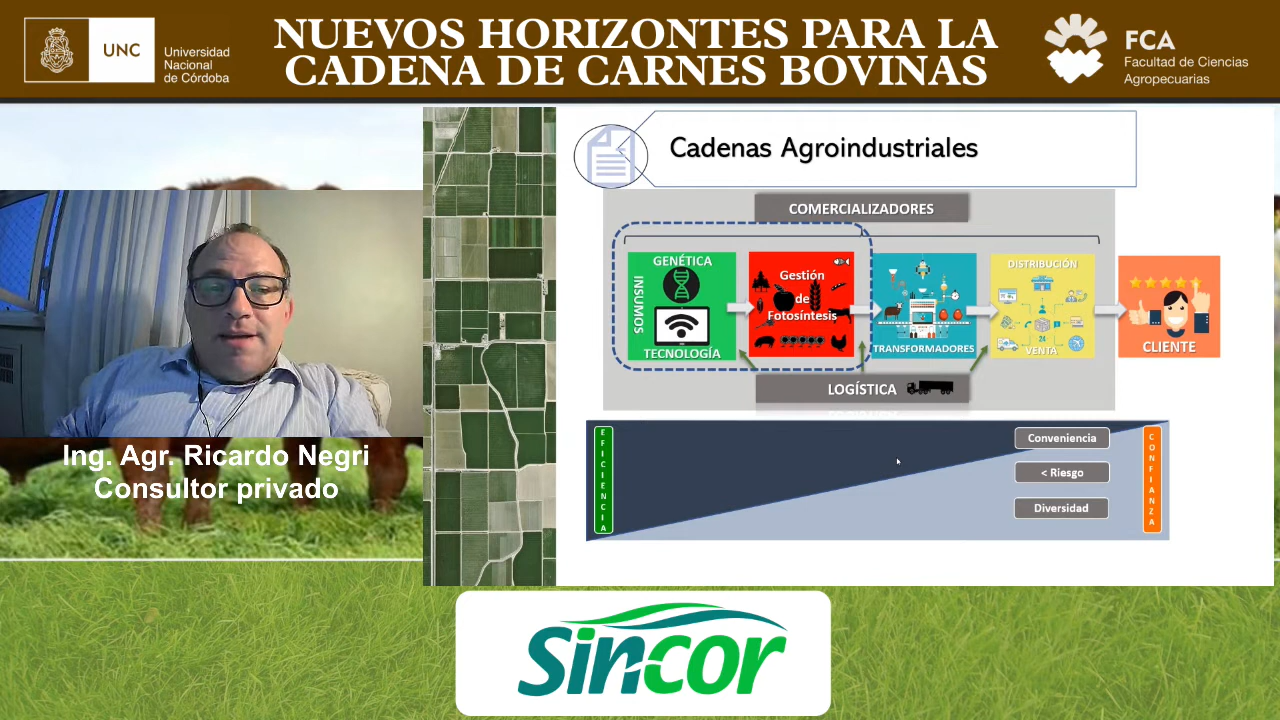 UNC
Universidad
Nacional
de Córdoba
NUEVOS HORIZONTES PARA LA
CADENA DE CARNES BOVINAS
FCA
Facultad de Ciencias
Agropecuarias
Cadenas Agroindustriales
COMERCIALIZADORES
INSUMOS
GENÉTICA
TECNOLOGÍA
Gestión
de
Fotosíntesis
TRANSFORMADORES
DISTRIBUCIÓN
24
VENTA
CLIENTE
LOGÍSTICA
EFICIENCIA
Conveniencia
< Riesgo
Diversidad
CONFIANZA
Ing. Agr. Ricardo Negri
Consultor privado
Sincor